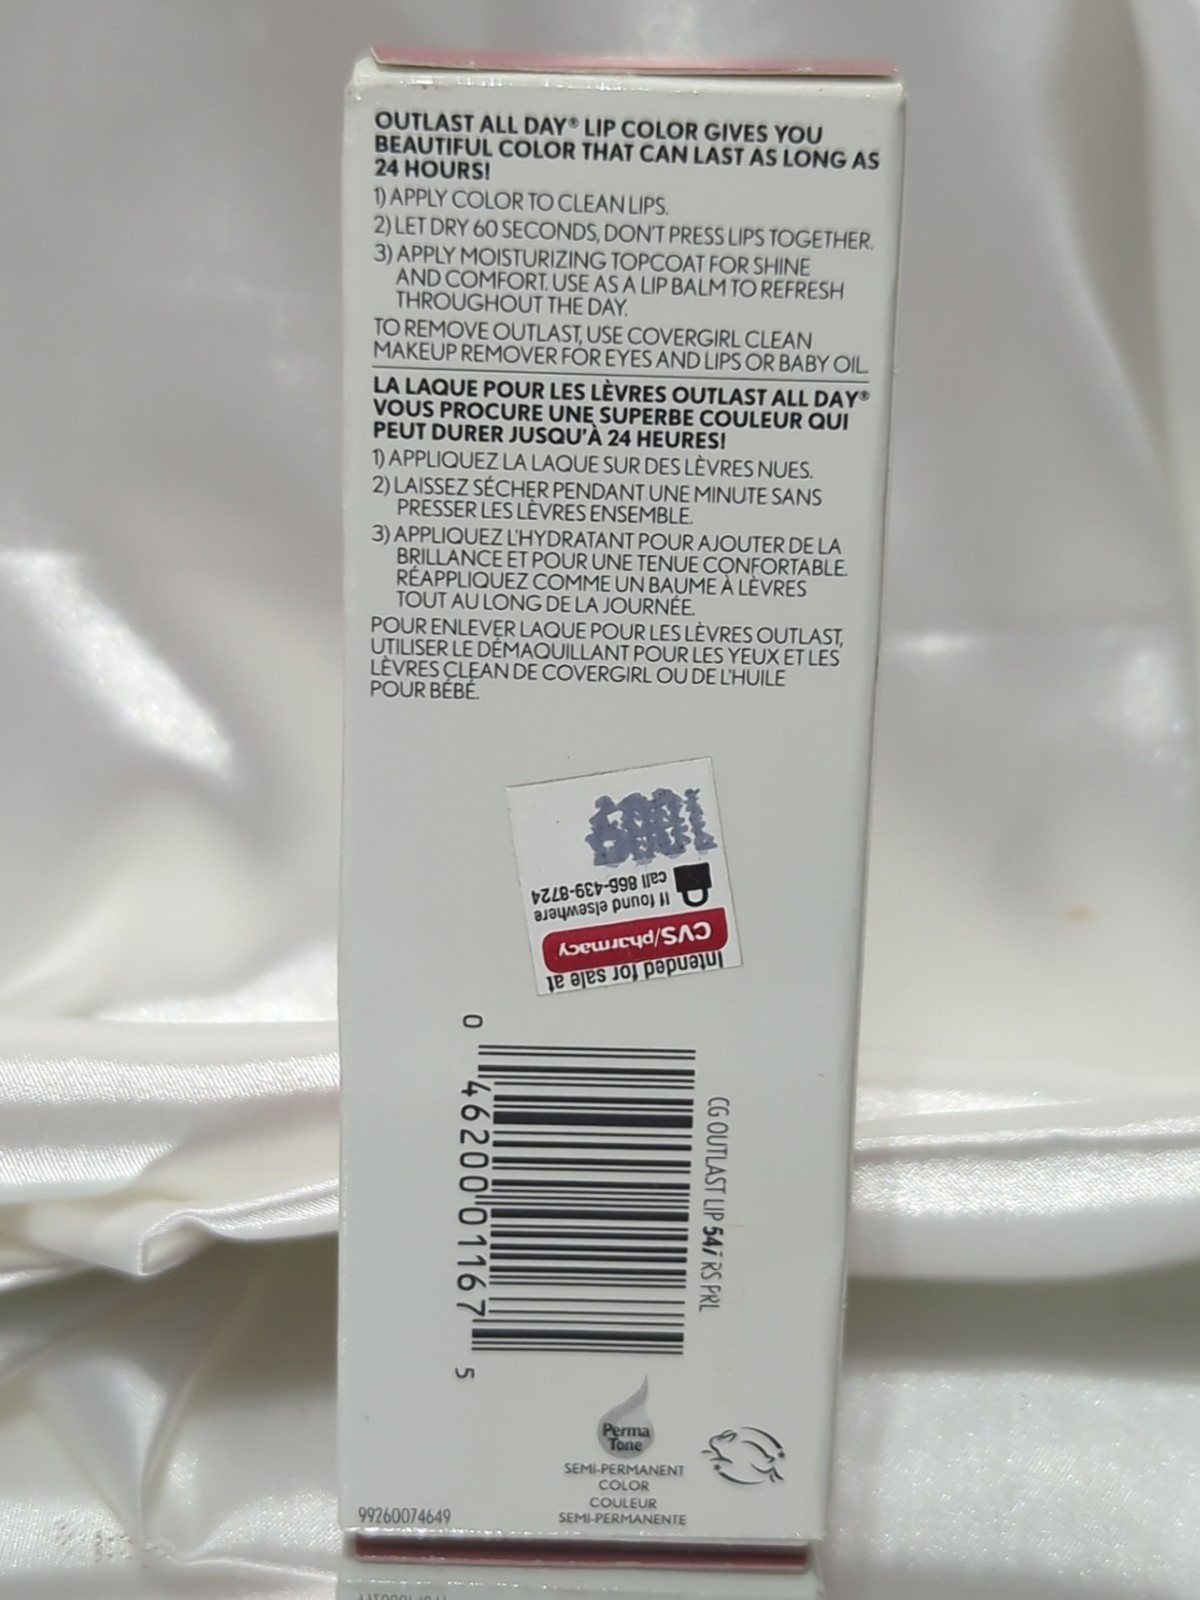 OUTLAST ALL DAY® LIP COLOR GIVES YOU
BEAUTIFUL COLOR THAT CAN LAST AS LONG AS
24 HOURS!
1) APPLY COLOR TO CLEAN LIPS.
2) LET DRY 60 SECONDS, DON'T PRESS LIPS TOGETHER.
3) APPLY MOISTURIZING TOPCOAT FOR SHINE
AND COMFORT. USE AS A LIP BALM TO REFRESH
THROUGHOUT THE DAY.
TO REMOVE OUTLAST, USE COVERGIRL CLEAN
MAKEUP REMOVER FOR EYES AND LIPS OR BABY OIL.
LA LAQUE POUR LES LÈVRES OUTLAST ALL DAY®
VOUS PROCURE UNE SUPERBE COULEUR QUI
PEUT DURER JUSQU'À 24 HEURES!
1) APPLIQUEZ LA LAQUE SUR DES LÈVRES NUES.
2) LAISSEZ SÉCHER PENDANT UNE MINUTE SANS
PRESSER LES LÈVRES ENSEMBLE.
3) APPLIQUEZ L'HYDRATANT POUR AJOUTER DE LA
BRILLANCE ET POUR UNE TENUE CONFORTABLE.
RÉAPPLIQUEZ COMME UN BAUME À LÈVRES
TOUT AU LONG DE LA JOURNÉE.
POUR ENLEVER LAQUE POUR LES LÈVRES OUTLAST,
UTILISER LE DÉMAQUILLANT POUR LES YEUX ET LES
LÈVRES CLEAN DE COVERGIRL OU DE L'HUILE
POUR BÉBÉ.
Intended for sale at
CVS/pharmacy
If found elsewhere
call 866-439-8724
0 46200 01167 5
CG OUTLAST LIP 547 RS PRL
Perma
Tone
SEMI-PERMANENT
COLOR
COULEUR
SEMI-PERMANENTE
99260074649